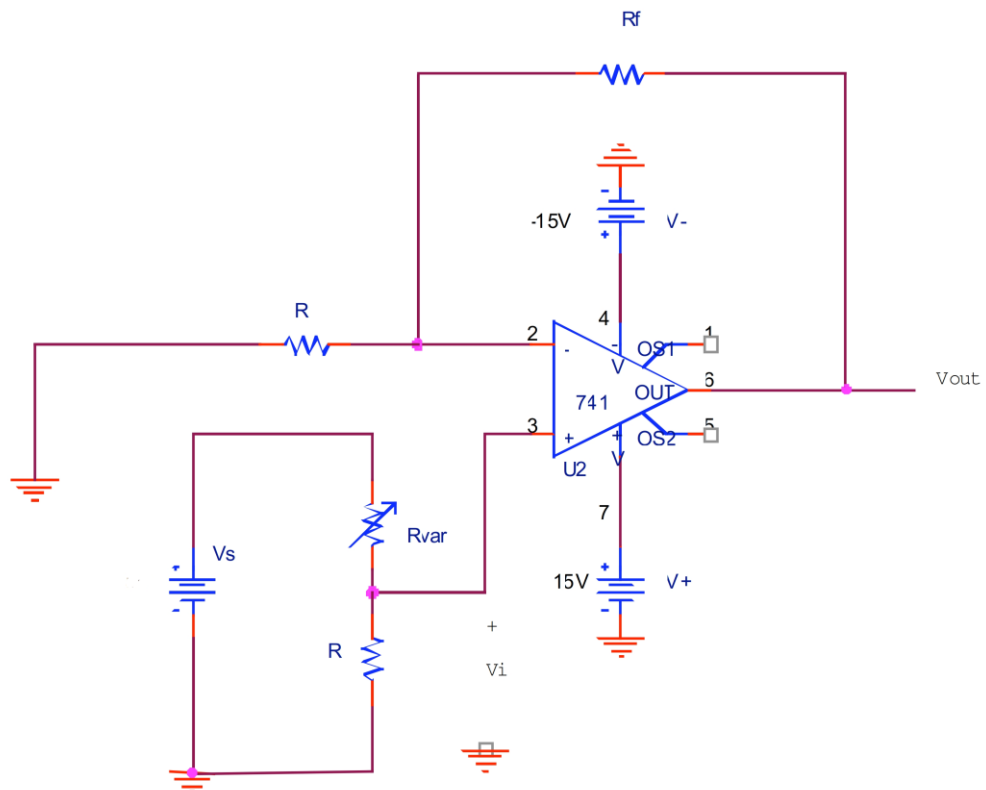 Rf
-
-15V
V-
+
R
4
2
1
-
-
V
OS1
6
Vout
OUT
741
3
+
+
V
OS2
5
U2
7
Rvar
Vs
+
-
+
15V
V+
-
+
R
Vi